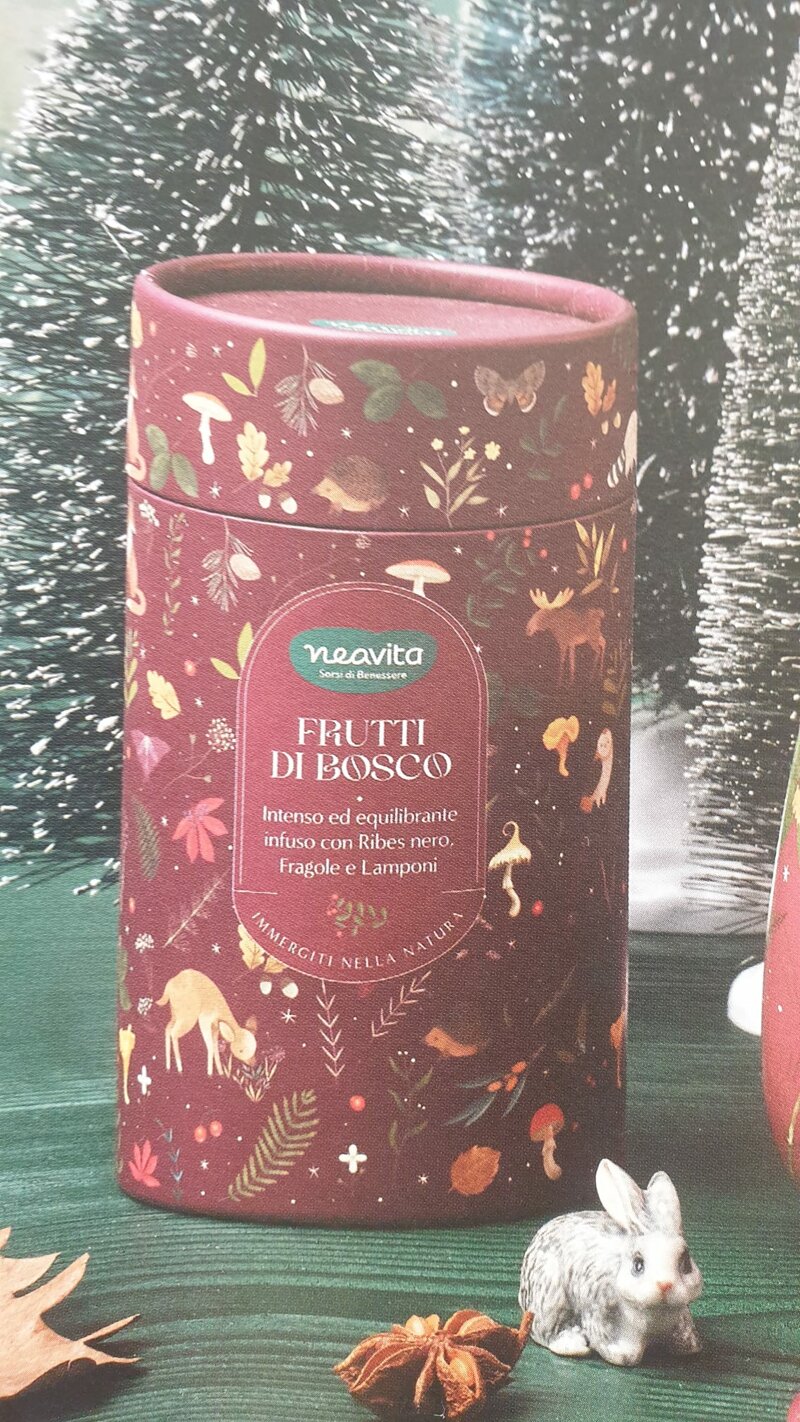 neavita
Sorsi di Benessere
FRUTTI
DI BOSCO
Intenso ed equilibrante
infuso con Ribes nero,
Fragole e Lamponi
IMMERGITI NELLA NATURA